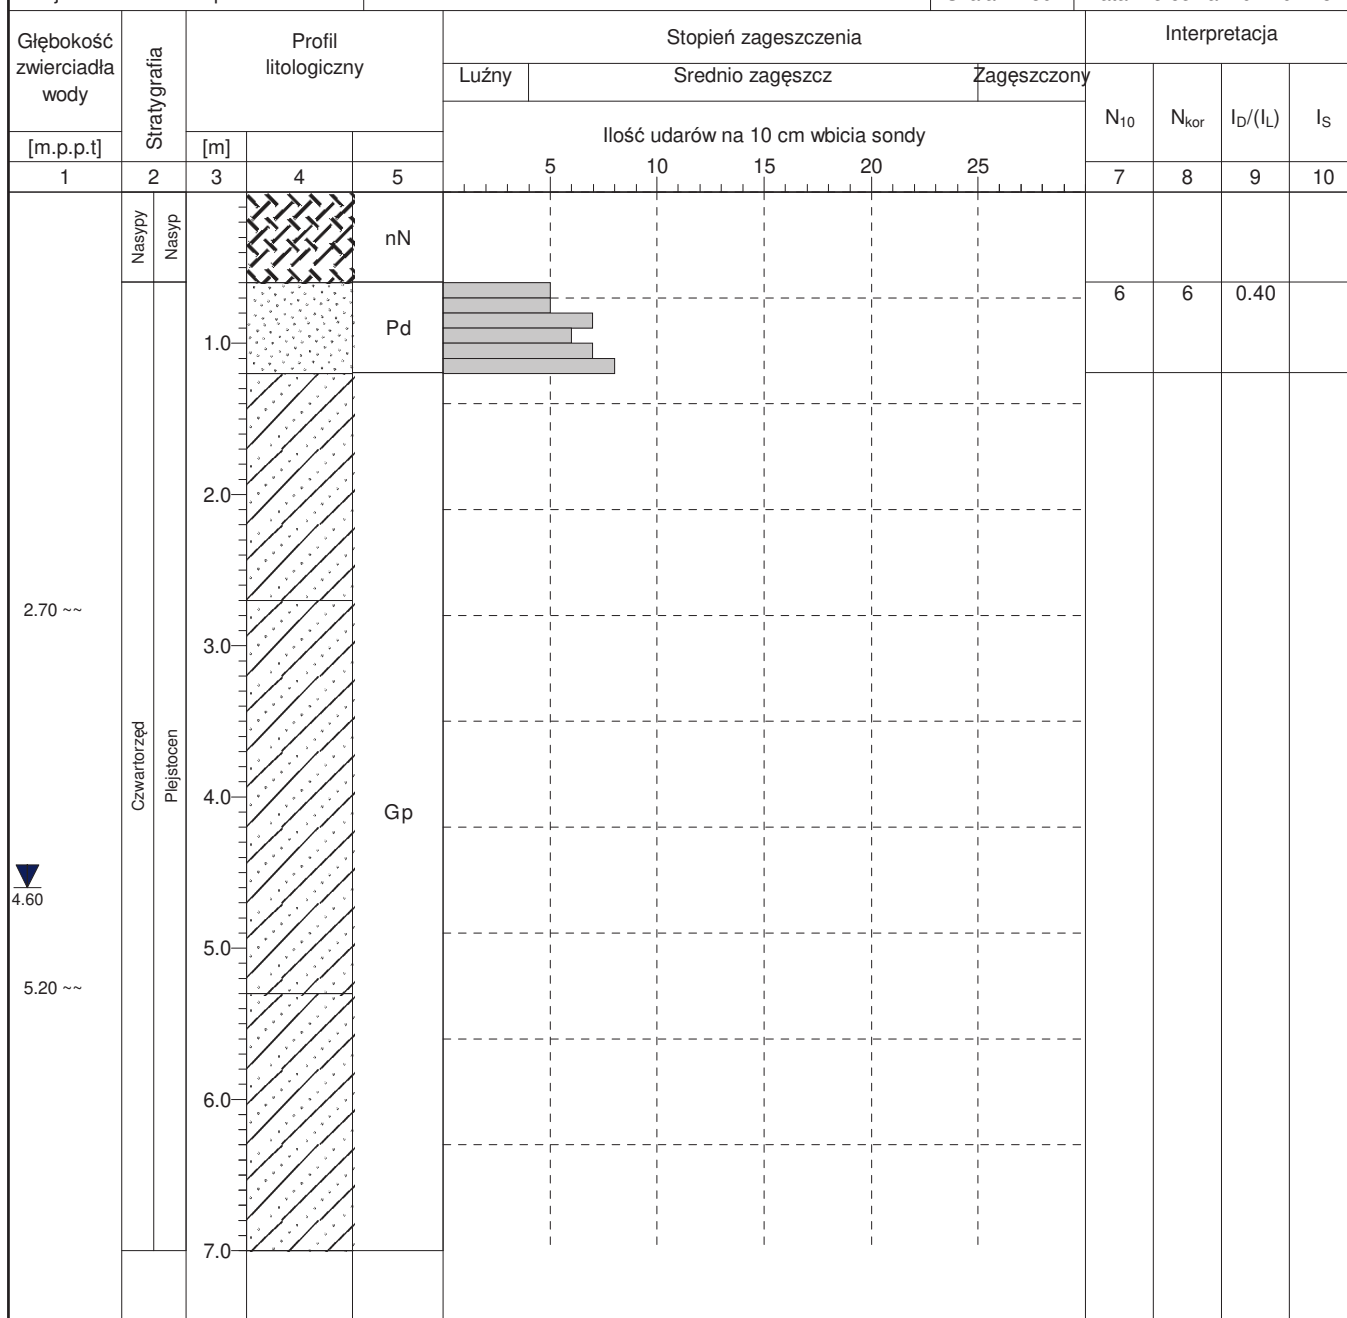 Głębokość
zwierciadła
wody
[m.p.p.t]
Stratygrafia
Profil
litologiczny
[m]
Stopień zageszczenia
Luźny
Srednio zagęszcz
Zagęszczony
Ilość udarów na 10 cm wbicia sondy
5 10 15 20 25
Interpretacja
N10 Nkor ID/(IL) IS
1 2 3 4 5 7 8 9 10
Nasypy
Nasyp
nN
6 6 0.40
Pd
1.0
2.0
2.70 ~~
3.0
Czwartorzęd
Plejstocen
4.0
Gp
4.60
5.0
5.20 ~~
6.0
7.0